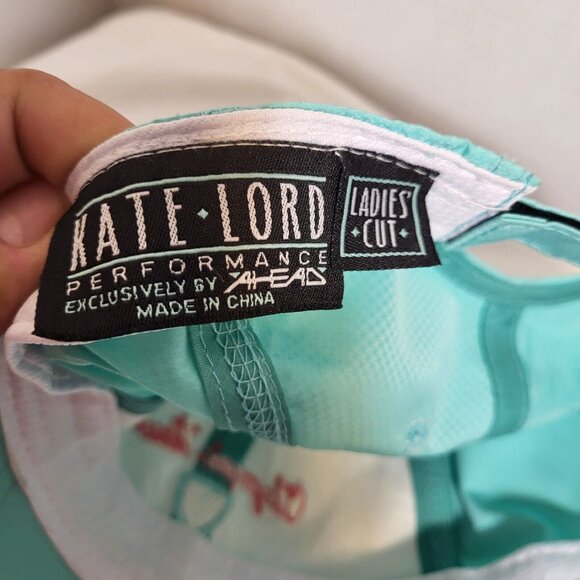 KATE · LORD
PERFORMANCE
EXCLUSIVELY BY AHEAD
MADE IN CHINA
LADIES'
· CUT ·